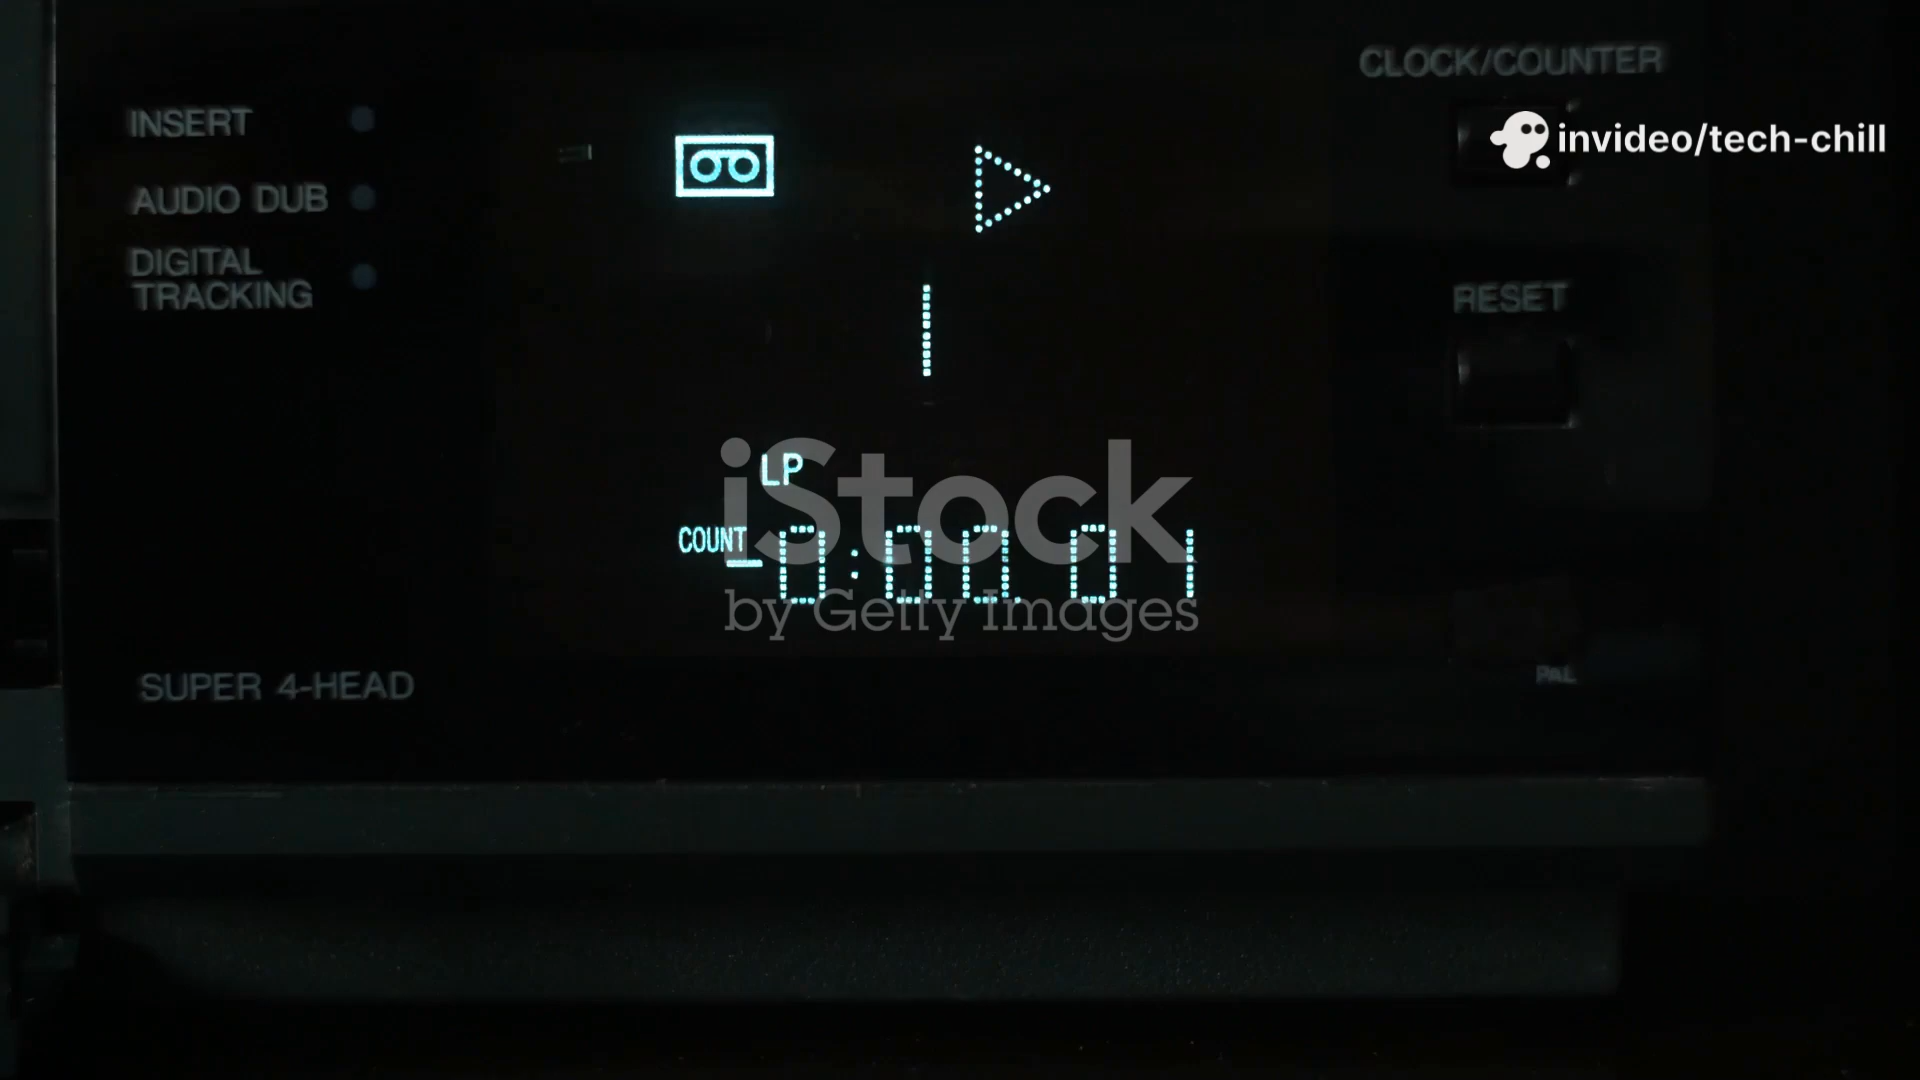 CLOCK/COUNTER
INSERT
invideo/tech-chill
AUDIO DUB
DIGITAL
TRACKING
RESET
LP
iStock
COUNT
-0:00 01
by Getty Images
PAL
SUPER 4-HEAD